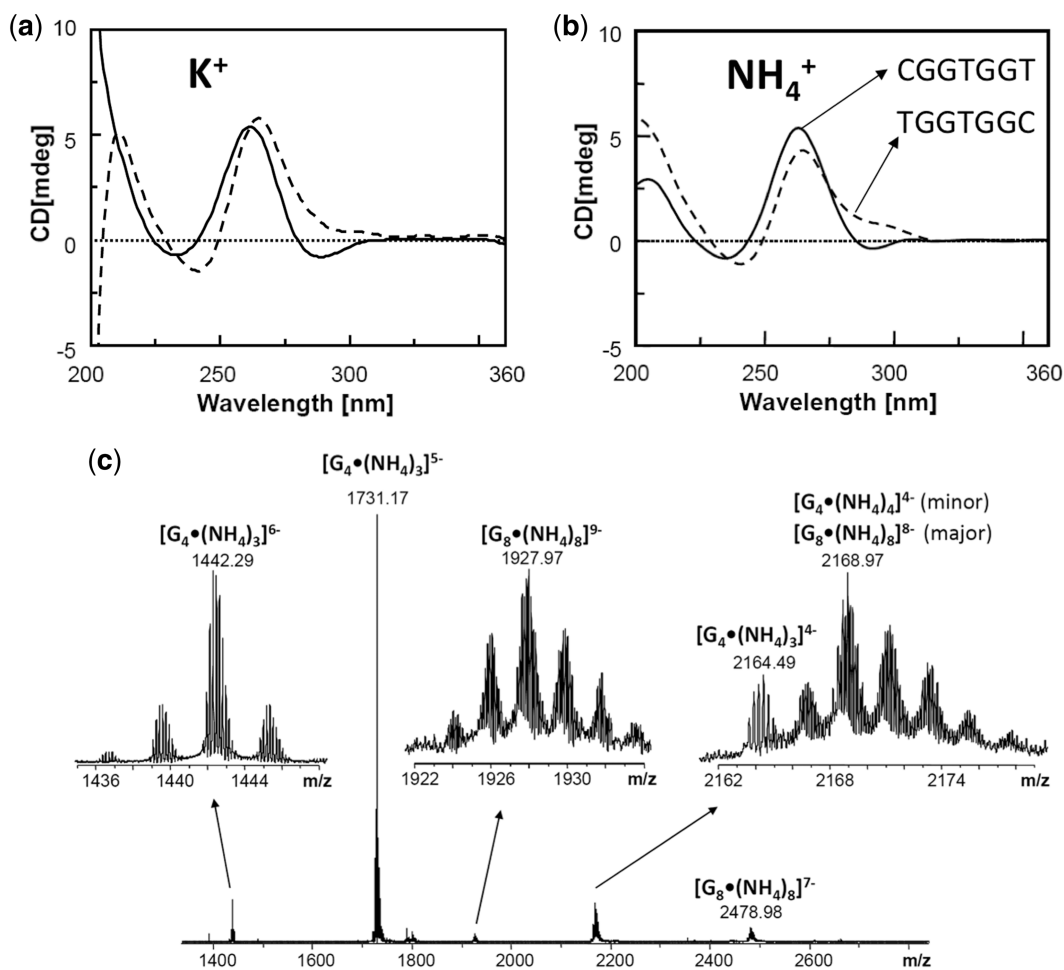 (a)
10
5
0
-5
CD[mdeg]
K⁺
200 250 300 360
Wavelength [nm]
(b)
10
5
0
-5
CD[mdeg]
NH₄⁺
CGGTGGT
TGGTGGC
200 250 300 360
Wavelength [nm]
(c)
[G₄•(NH₄)₃]⁵⁻
1731.17
[G₄•(NH₄)₃]⁶⁻
1442.29
1436 1440 1444 m/z
[G₈•(NH₄)₈]⁹⁻
1927.97
1922 1926 1930 m/z
[G₄•(NH₄)₄]⁴⁻ (minor)
[G₈•(NH₄)₈]⁸⁻ (major)
2168.97
[G₄•(NH₄)₃]⁴⁻
2164.49
2162 2168 2174 m/z
[G₈•(NH₄)₈]⁷⁻
2478.98
1400 1600 1800 2000 2200 2400 2600 m/z